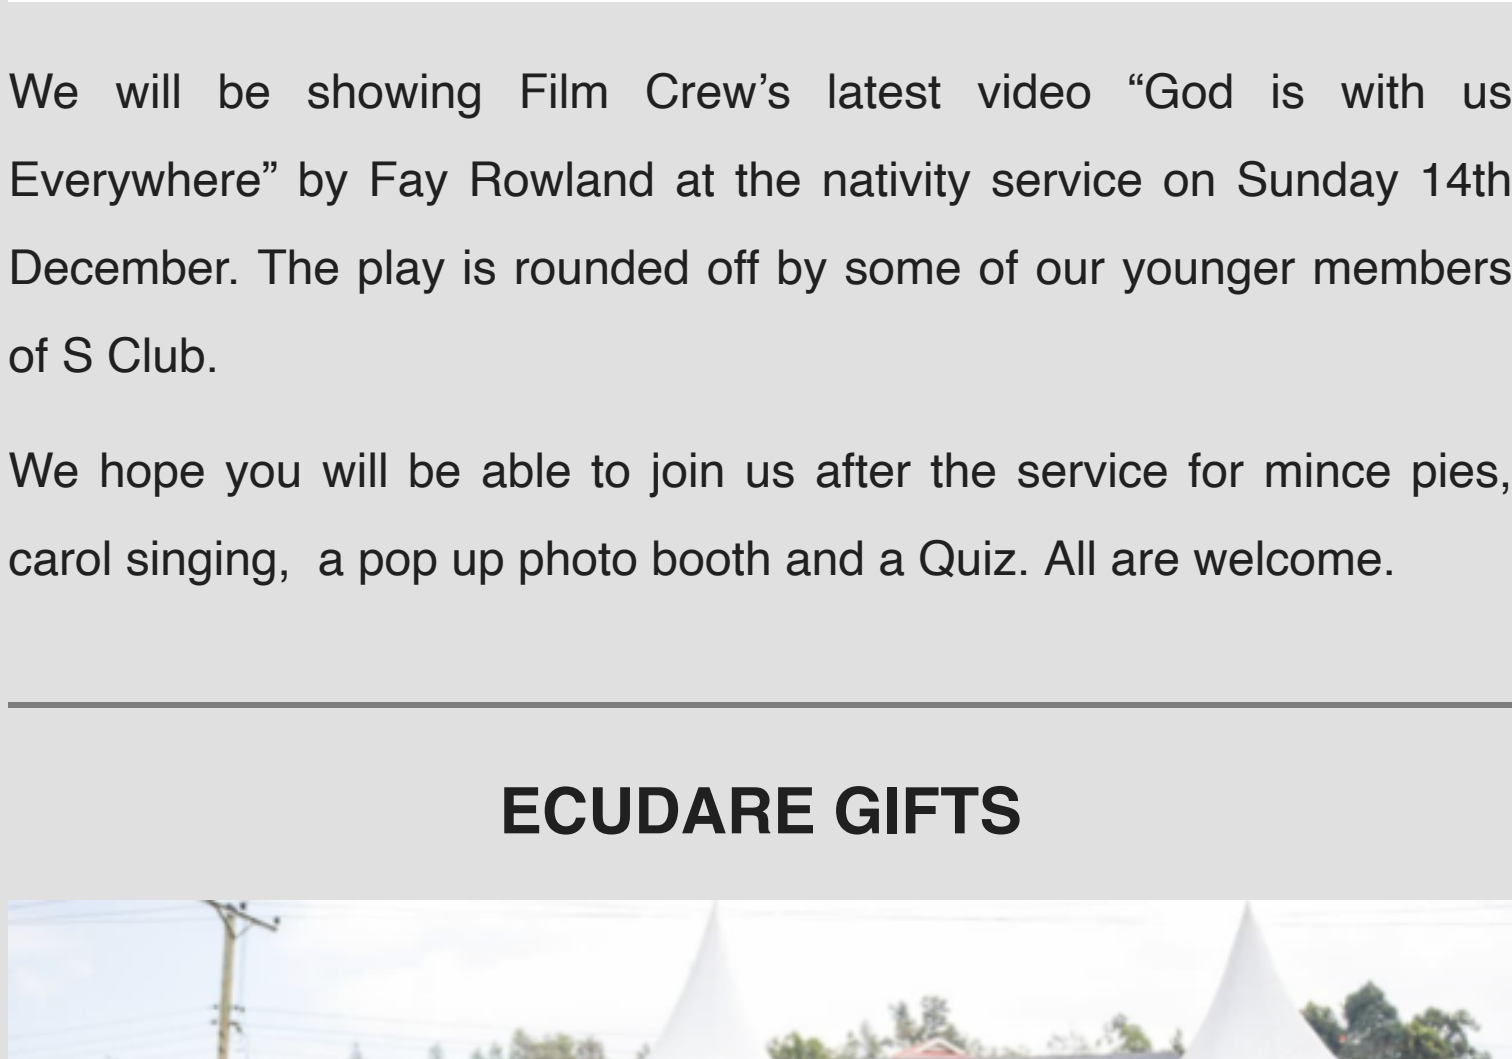 We will be showing Film Crew’s latest video “God is with us
Everywhere” by Fay Rowland at the nativity service on Sunday 14th
December. The play is rounded off by some of our younger members
of S Club.
We hope you will be able to join us after the service for mince pies,
carol singing,  a pop up photo booth and a Quiz. All are welcome.
ECUDARE GIFTS